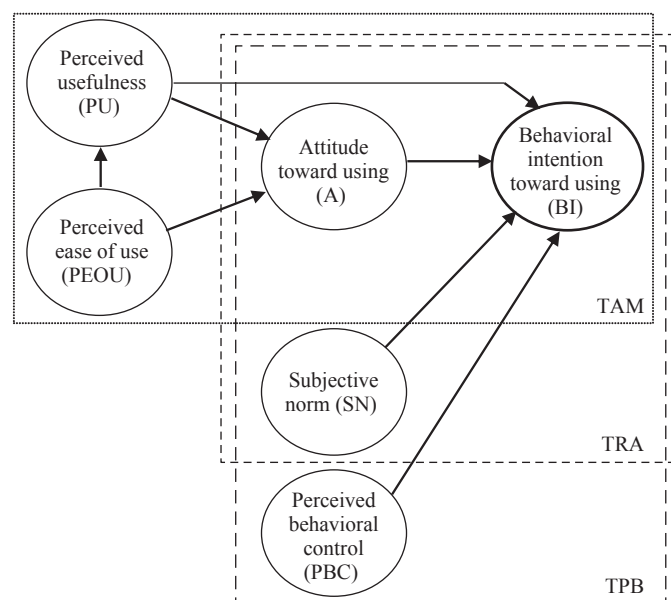 Perceived
usefulness
(PU)
Attitude
toward using
(A)
Behavioral
intention
toward using
(BI)
Perceived
ease of use
(PEOU)
TAM
Subjective
norm (SN)
TRA
Perceived
behavioral
control
(PBC)
TPB